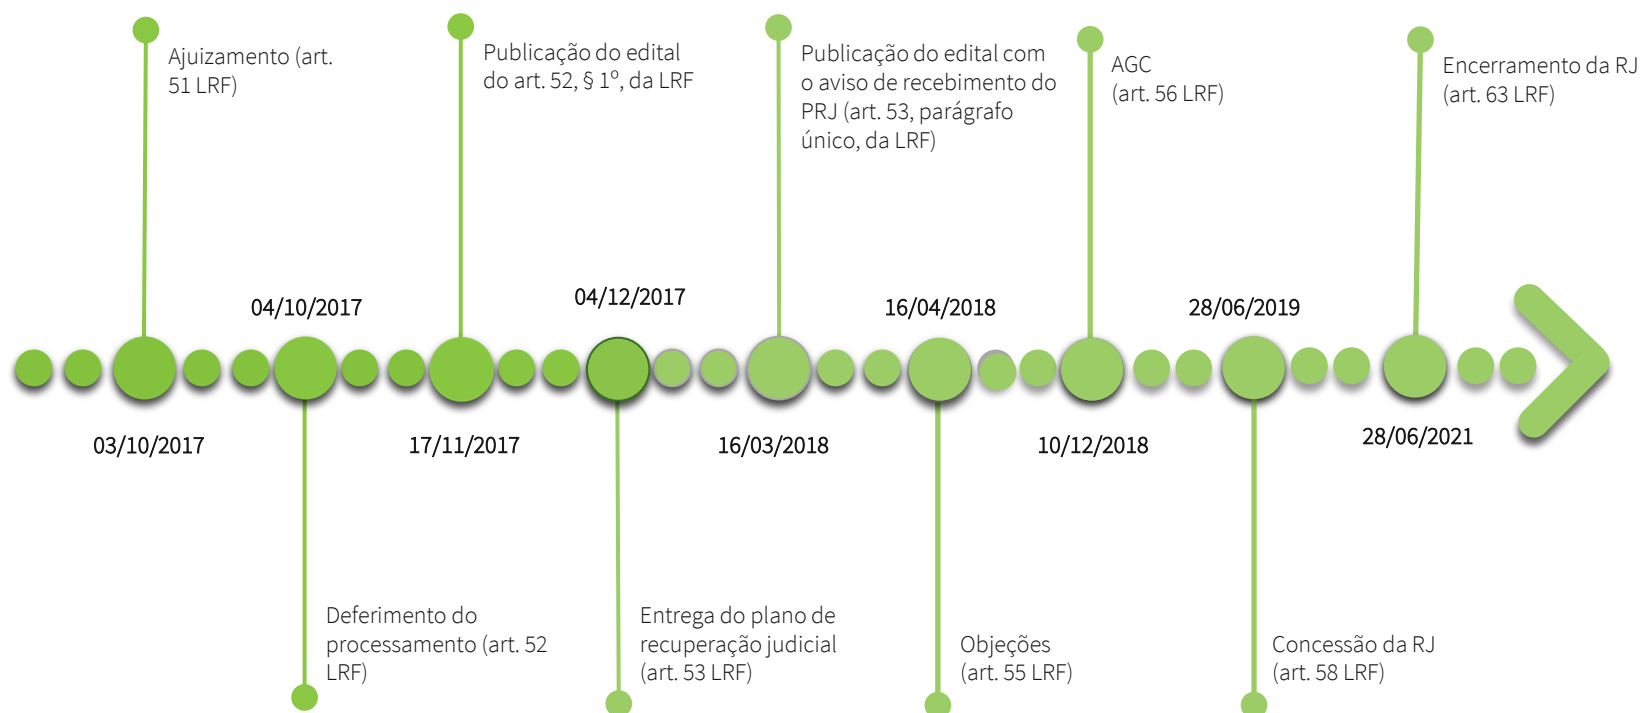 Ajuizamento (art.
51 LRF)
Publicação do edital
do art. 52, § 1º, da LRF
Publicação do edital com
o aviso de recebimento do
PRJ (art. 53, parágrafo
único, da LRF)
AGC
(art. 56 LRF)
Encerramento da RJ
(art. 63 LRF)
04/10/2017
04/12/2017
16/04/2018
28/06/2019
03/10/2017
17/11/2017
16/03/2018
10/12/2018
28/06/2021
Deferimento do
processamento (art. 52
LRF)
Entrega do plano de
recuperação judicial
(art. 53 LRF)
Objeções
(art. 55 LRF)
Concessão da RJ
(art. 58 LRF)